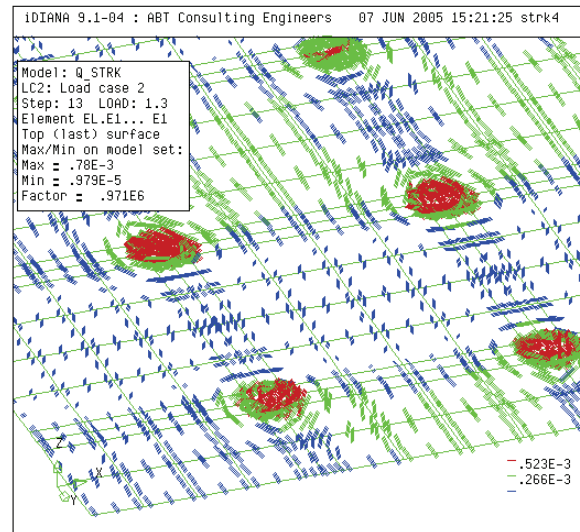 iDIANA 9.1-04 : ABT Consulting Engineers 07 JUN 2005 15:21:25 strk4
Model: Q_STRK
LC2: Load case 2
Step: 13 LOAD: 1.3
Element EL.E1... E1
Top (last) surface
Max/Min on model set:
Max = .78E-3
Min = .979E-5
Factor = .971E6
Z
X
Y
.523E-3
.266E-3